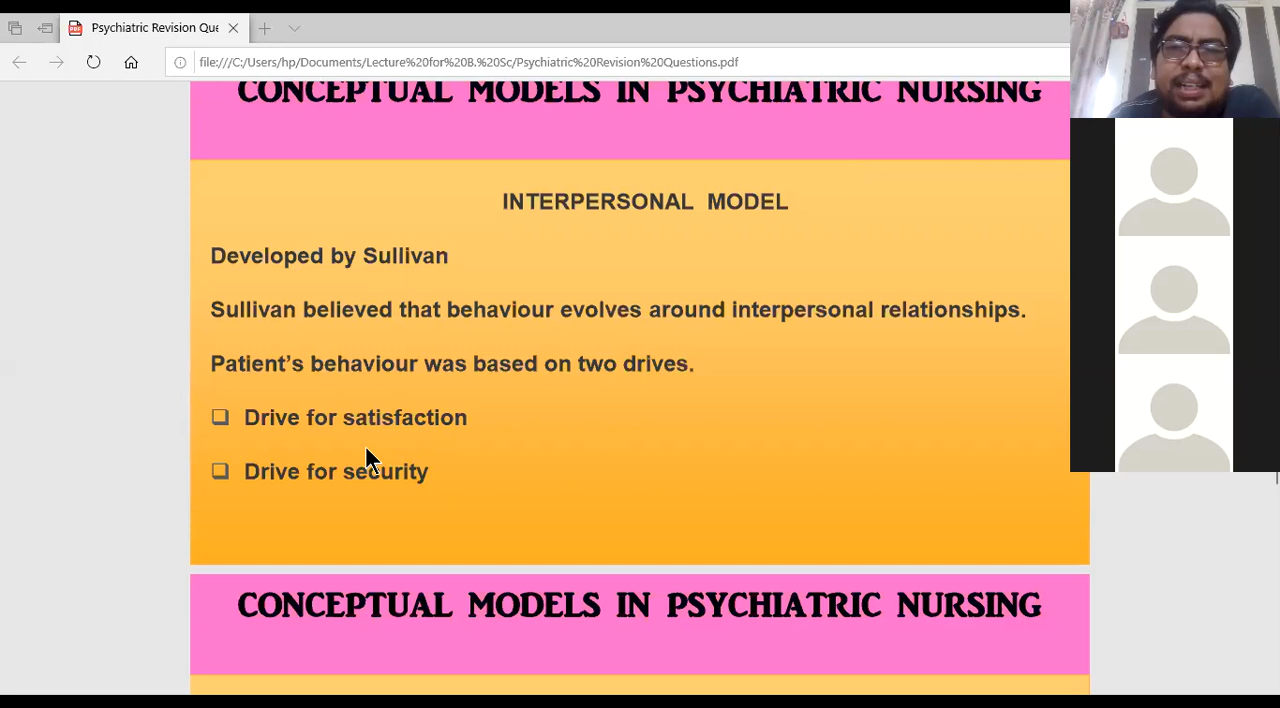 Psychiatric Revision Que
file:///C:/Users/hp/Documents/Lecture%20for%20B.%20Sc/Psychiatric%20Revision%20Questions.pdf
CONCEPTUAL MODELS IN PSYCHIATRIC NURSING
INTERPERSONAL MODEL
Developed by Sullivan
Sullivan believed that behaviour evolves around interpersonal relationships.
Patient's behaviour was based on two drives.
Drive for satisfaction
Drive for security
CONCEPTUAL MODELS IN PSYCHIATRIC NURSING